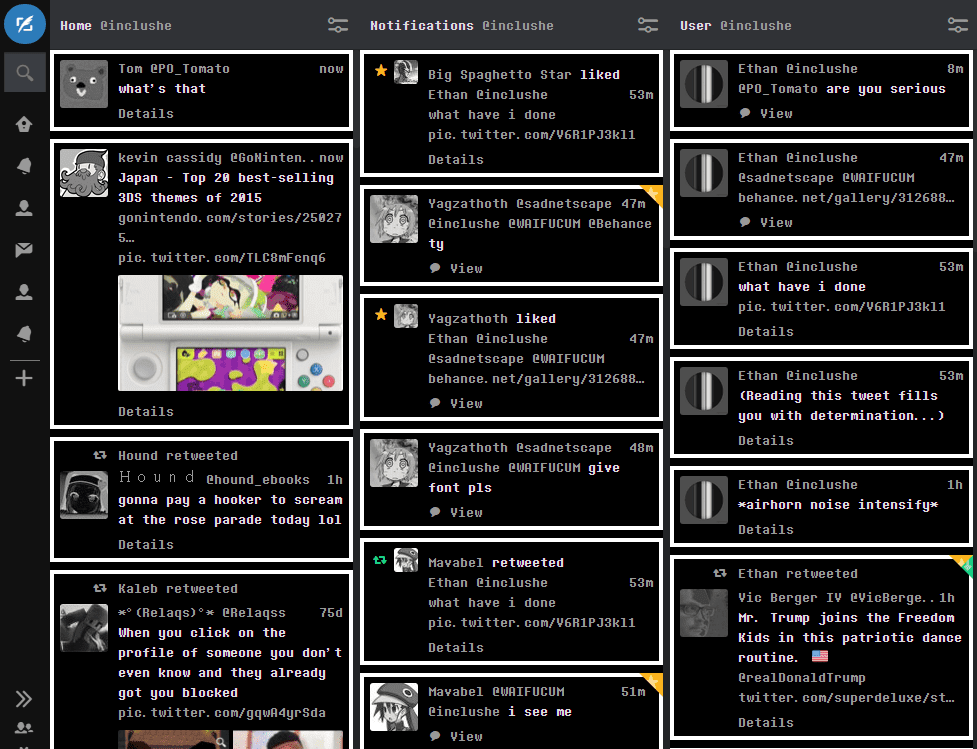 Home @inclushe
Tom @PO_Tomato now
what's that
Details
kevin cassidy @GoNinten.. now
Japan - Top 20 best-selling
3DS themes of 2015
gonintendo.com/stories/25027
5…
pic.twitter.com/TLC8mFcnq6
Details
Hound retweeted
Hound @hound_ebooks 1h
gonna pay a hooker to scream
at the rose parade today lol
Details
Kaleb retweeted
*°(Relaqs)°* @Relaqss 75d
When you click on the
profile of someone you don't
even know and they already
got you blocked
pic.twitter.com/gqwA4yrSda
Notifications @inclushe
Big Spaghetto Star liked
Ethan @inclushe 53m
what have i done
pic.twitter.com/V6R1PJ3kl1
Details
Yagzathoth @sadnetscape 47m
@inclushe @WAIFUCUM @Behance
ty
View
Yagzathoth liked
Ethan @inclushe 47m
@sadnetscape @WAIFUCUM
behance.net/gallery/312688…
View
Yagzathoth @sadnetscape 48m
@inclushe @WAIFUCUM give
font pls
View
Mavabel retweeted
Ethan @inclushe 53m
what have i done
pic.twitter.com/V6R1PJ3kl1
Details
Mavabel @WAIFUCUM 51m
@inclushe i see me
View
User @inclushe
Ethan @inclushe 8m
@PO_Tomato are you serious
View
Ethan @inclushe 47m
@sadnetscape @WAIFUCUM
behance.net/gallery/312688…
View
Ethan @inclushe 53m
what have i done
pic.twitter.com/V6R1PJ3kl1
Details
Ethan @inclushe 53m
(Reading this tweet fills
you with determination...)
Details
Ethan @inclushe 1h
*airhorn noise intensify*
Details
Ethan retweeted
Vic Berger IV @VicBerge.. 1h
Mr. Trump joins the Freedom
Kids in this patriotic dance
routine. 🇺🇸
@realDonaldTrump
twitter.com/superdeluxe/st…
Details